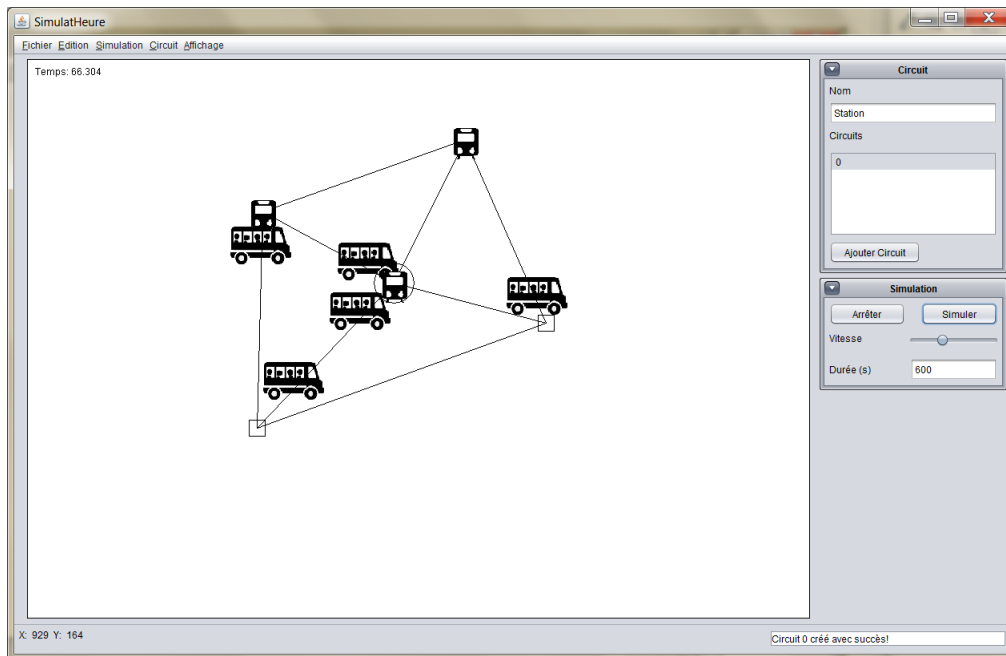 SimulatHeure
Fichier Edition Simulation Circuit Affichage
Temps: 66.304
Circuit
Nom
Station
Circuits
0
Ajouter Circuit
Simulation
Arrêter Simuler
Vitesse
Durée (s) 600
X: 929 Y: 164
Circuit 0 créé avec succès!